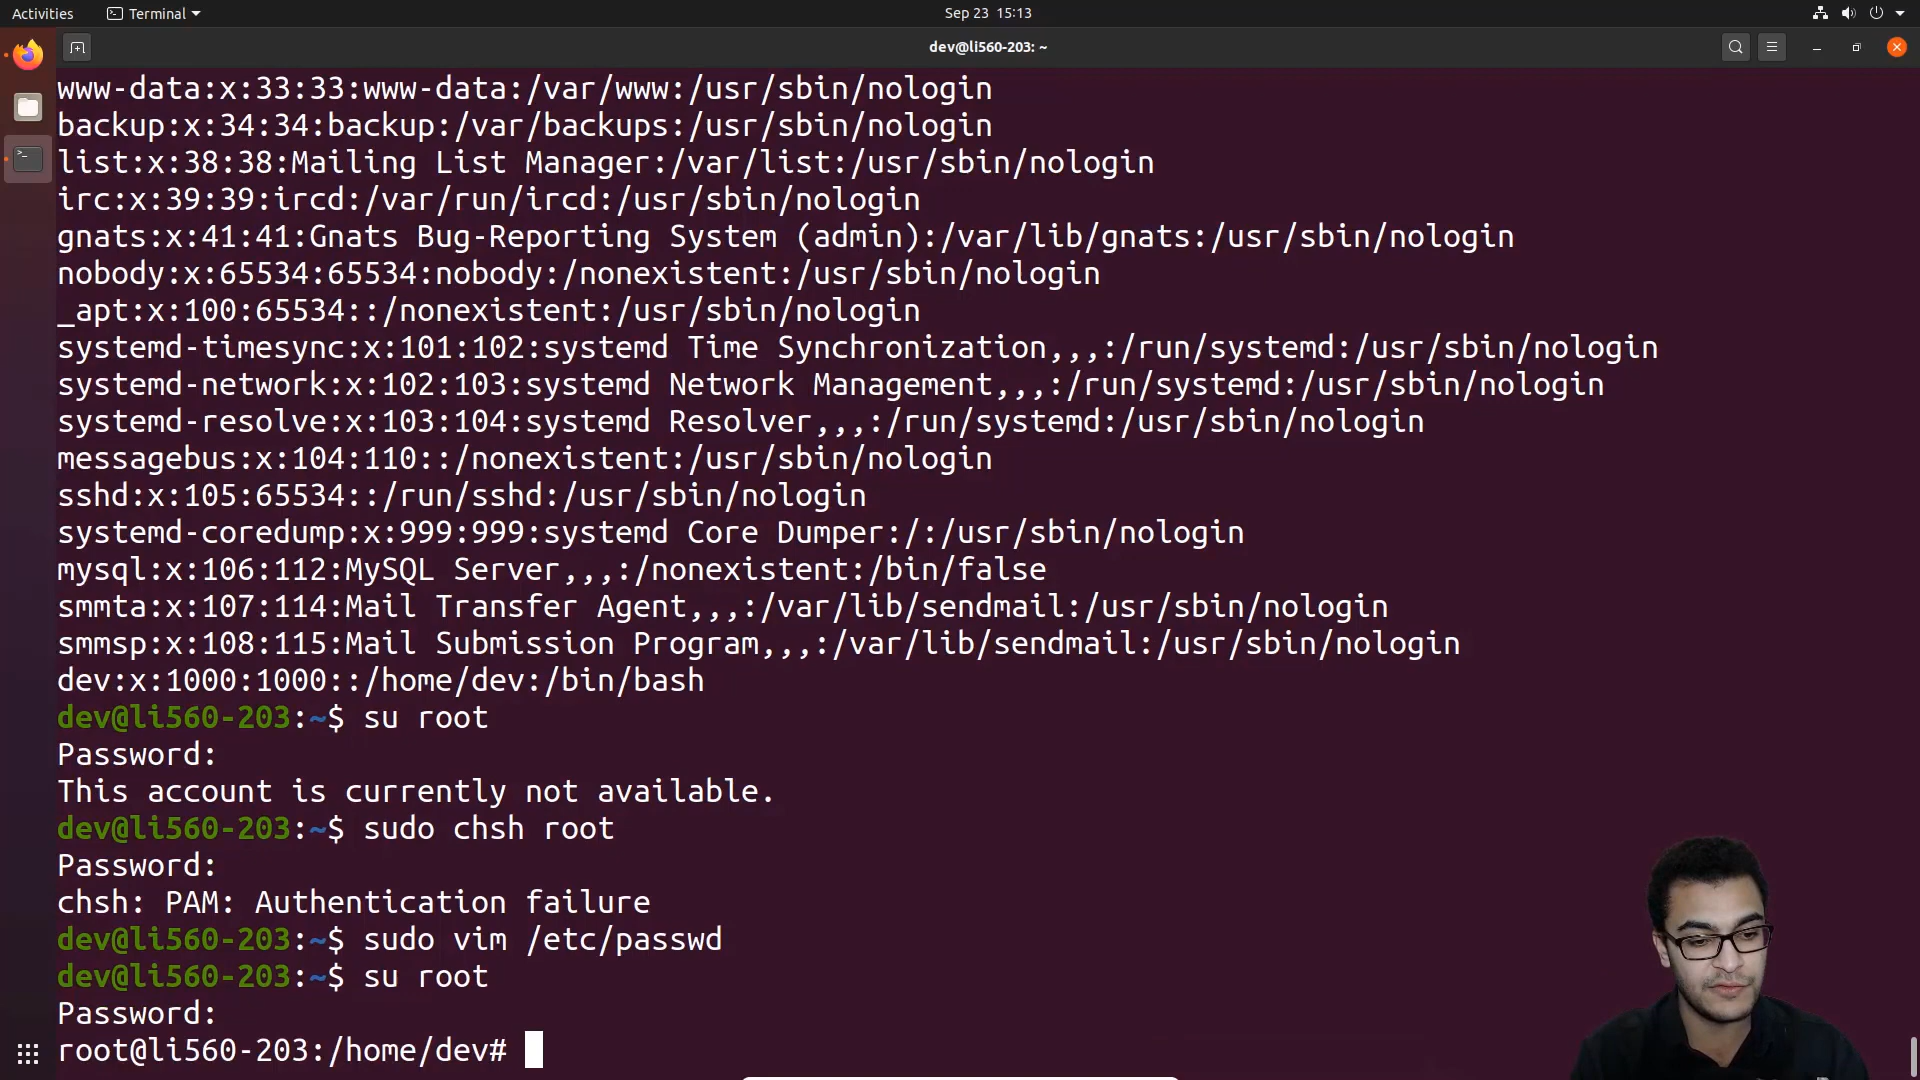 Activities
Terminal
Sep 23 15:13
dev@li560-203: ~
www-data:x:33:33:www-data:/var/www:/usr/sbin/nologin
backup:x:34:34:backup:/var/backups:/usr/sbin/nologin
list:x:38:38:Mailing List Manager:/var/list:/usr/sbin/nologin
irc:x:39:39:ircd:/var/run/ircd:/usr/sbin/nologin
gnats:x:41:41:Gnats Bug-Reporting System (admin):/var/lib/gnats:/usr/sbin/nologin
nobody:x:65534:65534:nobody:/nonexistent:/usr/sbin/nologin
_apt:x:100:65534::/nonexistent:/usr/sbin/nologin
systemd-timesync:x:101:102:systemd Time Synchronization,,,:/run/systemd:/usr/sbin/nologin
systemd-network:x:102:103:systemd Network Management,,,:/run/systemd:/usr/sbin/nologin
systemd-resolve:x:103:104:systemd Resolver,,,:/run/systemd:/usr/sbin/nologin
messagebus:x:104:110::/nonexistent:/usr/sbin/nologin
sshd:x:105:65534::/run/sshd:/usr/sbin/nologin
systemd-coredump:x:999:999:systemd Core Dumper:/:/usr/sbin/nologin
mysql:x:106:112:MySQL Server,,,:/nonexistent:/bin/false
smmta:x:107:114:Mail Transfer Agent,,,:/var/lib/sendmail:/usr/sbin/nologin
smmsp:x:108:115:Mail Submission Program,,,:/var/lib/sendmail:/usr/sbin/nologin
dev:x:1000:1000::/home/dev:/bin/bash
dev@li560-203:~$ su root
Password:
This account is currently not available.
dev@li560-203:~$ sudo chsh root
Password:
chsh: PAM: Authentication failure
dev@li560-203:~$ sudo vim /etc/passwd
dev@li560-203:~$ su root
Password:
root@li560-203:/home/dev#